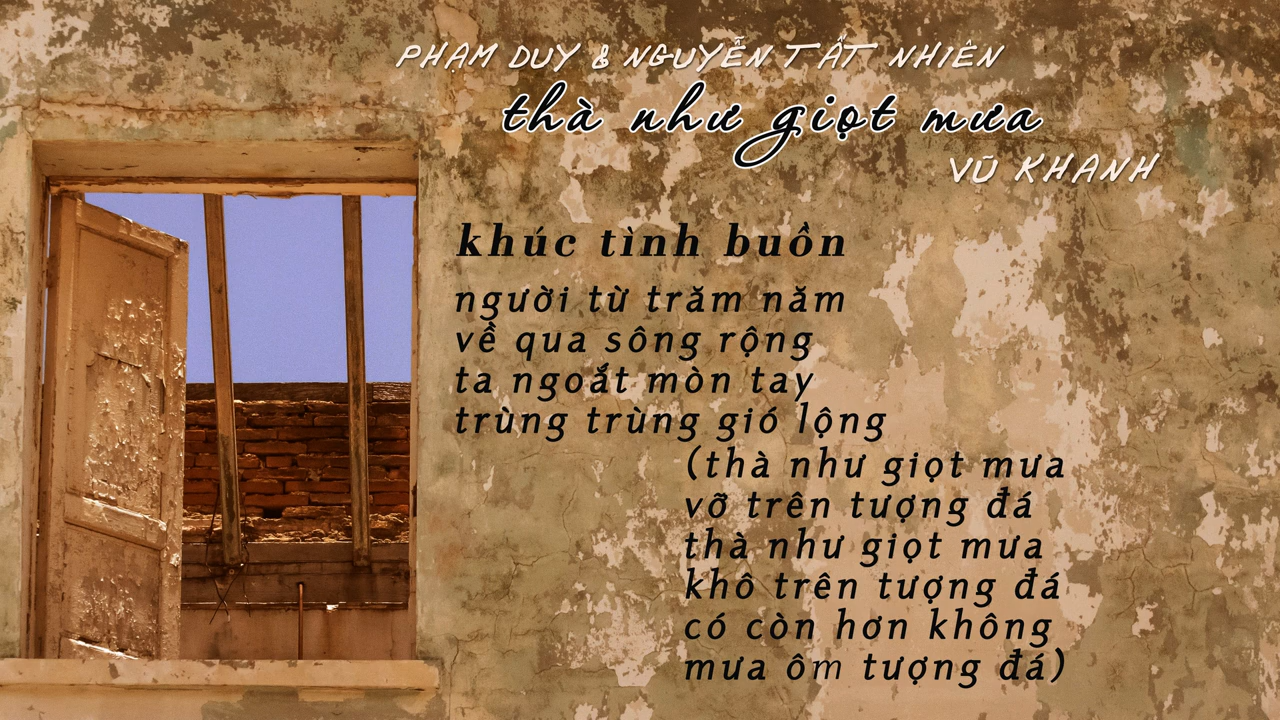 PHẠM DUY & NGUYỄN TẤT NHIÊN
thà như giọt mưa
VŨ KHANH
khúc tình buồn
người từ trăm năm
về qua sông rộng
ta ngoắt mòn tay
trùng trùng gió lộng
(thà như giọt mưa
vỡ trên tượng đá
thà như giọt mưa
khô trên tượng đá
có còn hơn không
mưa ôm tượng đá)